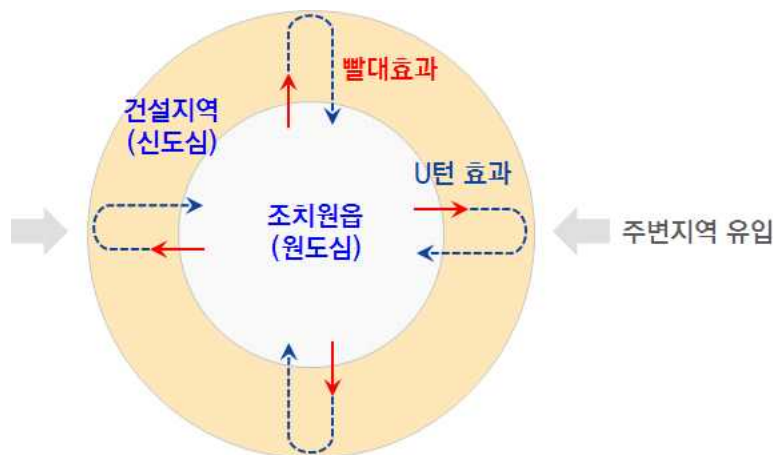 빨대효과
건설지역
(신도심)
U턴 효과
조치원읍
(원도심)
주변지역 유입